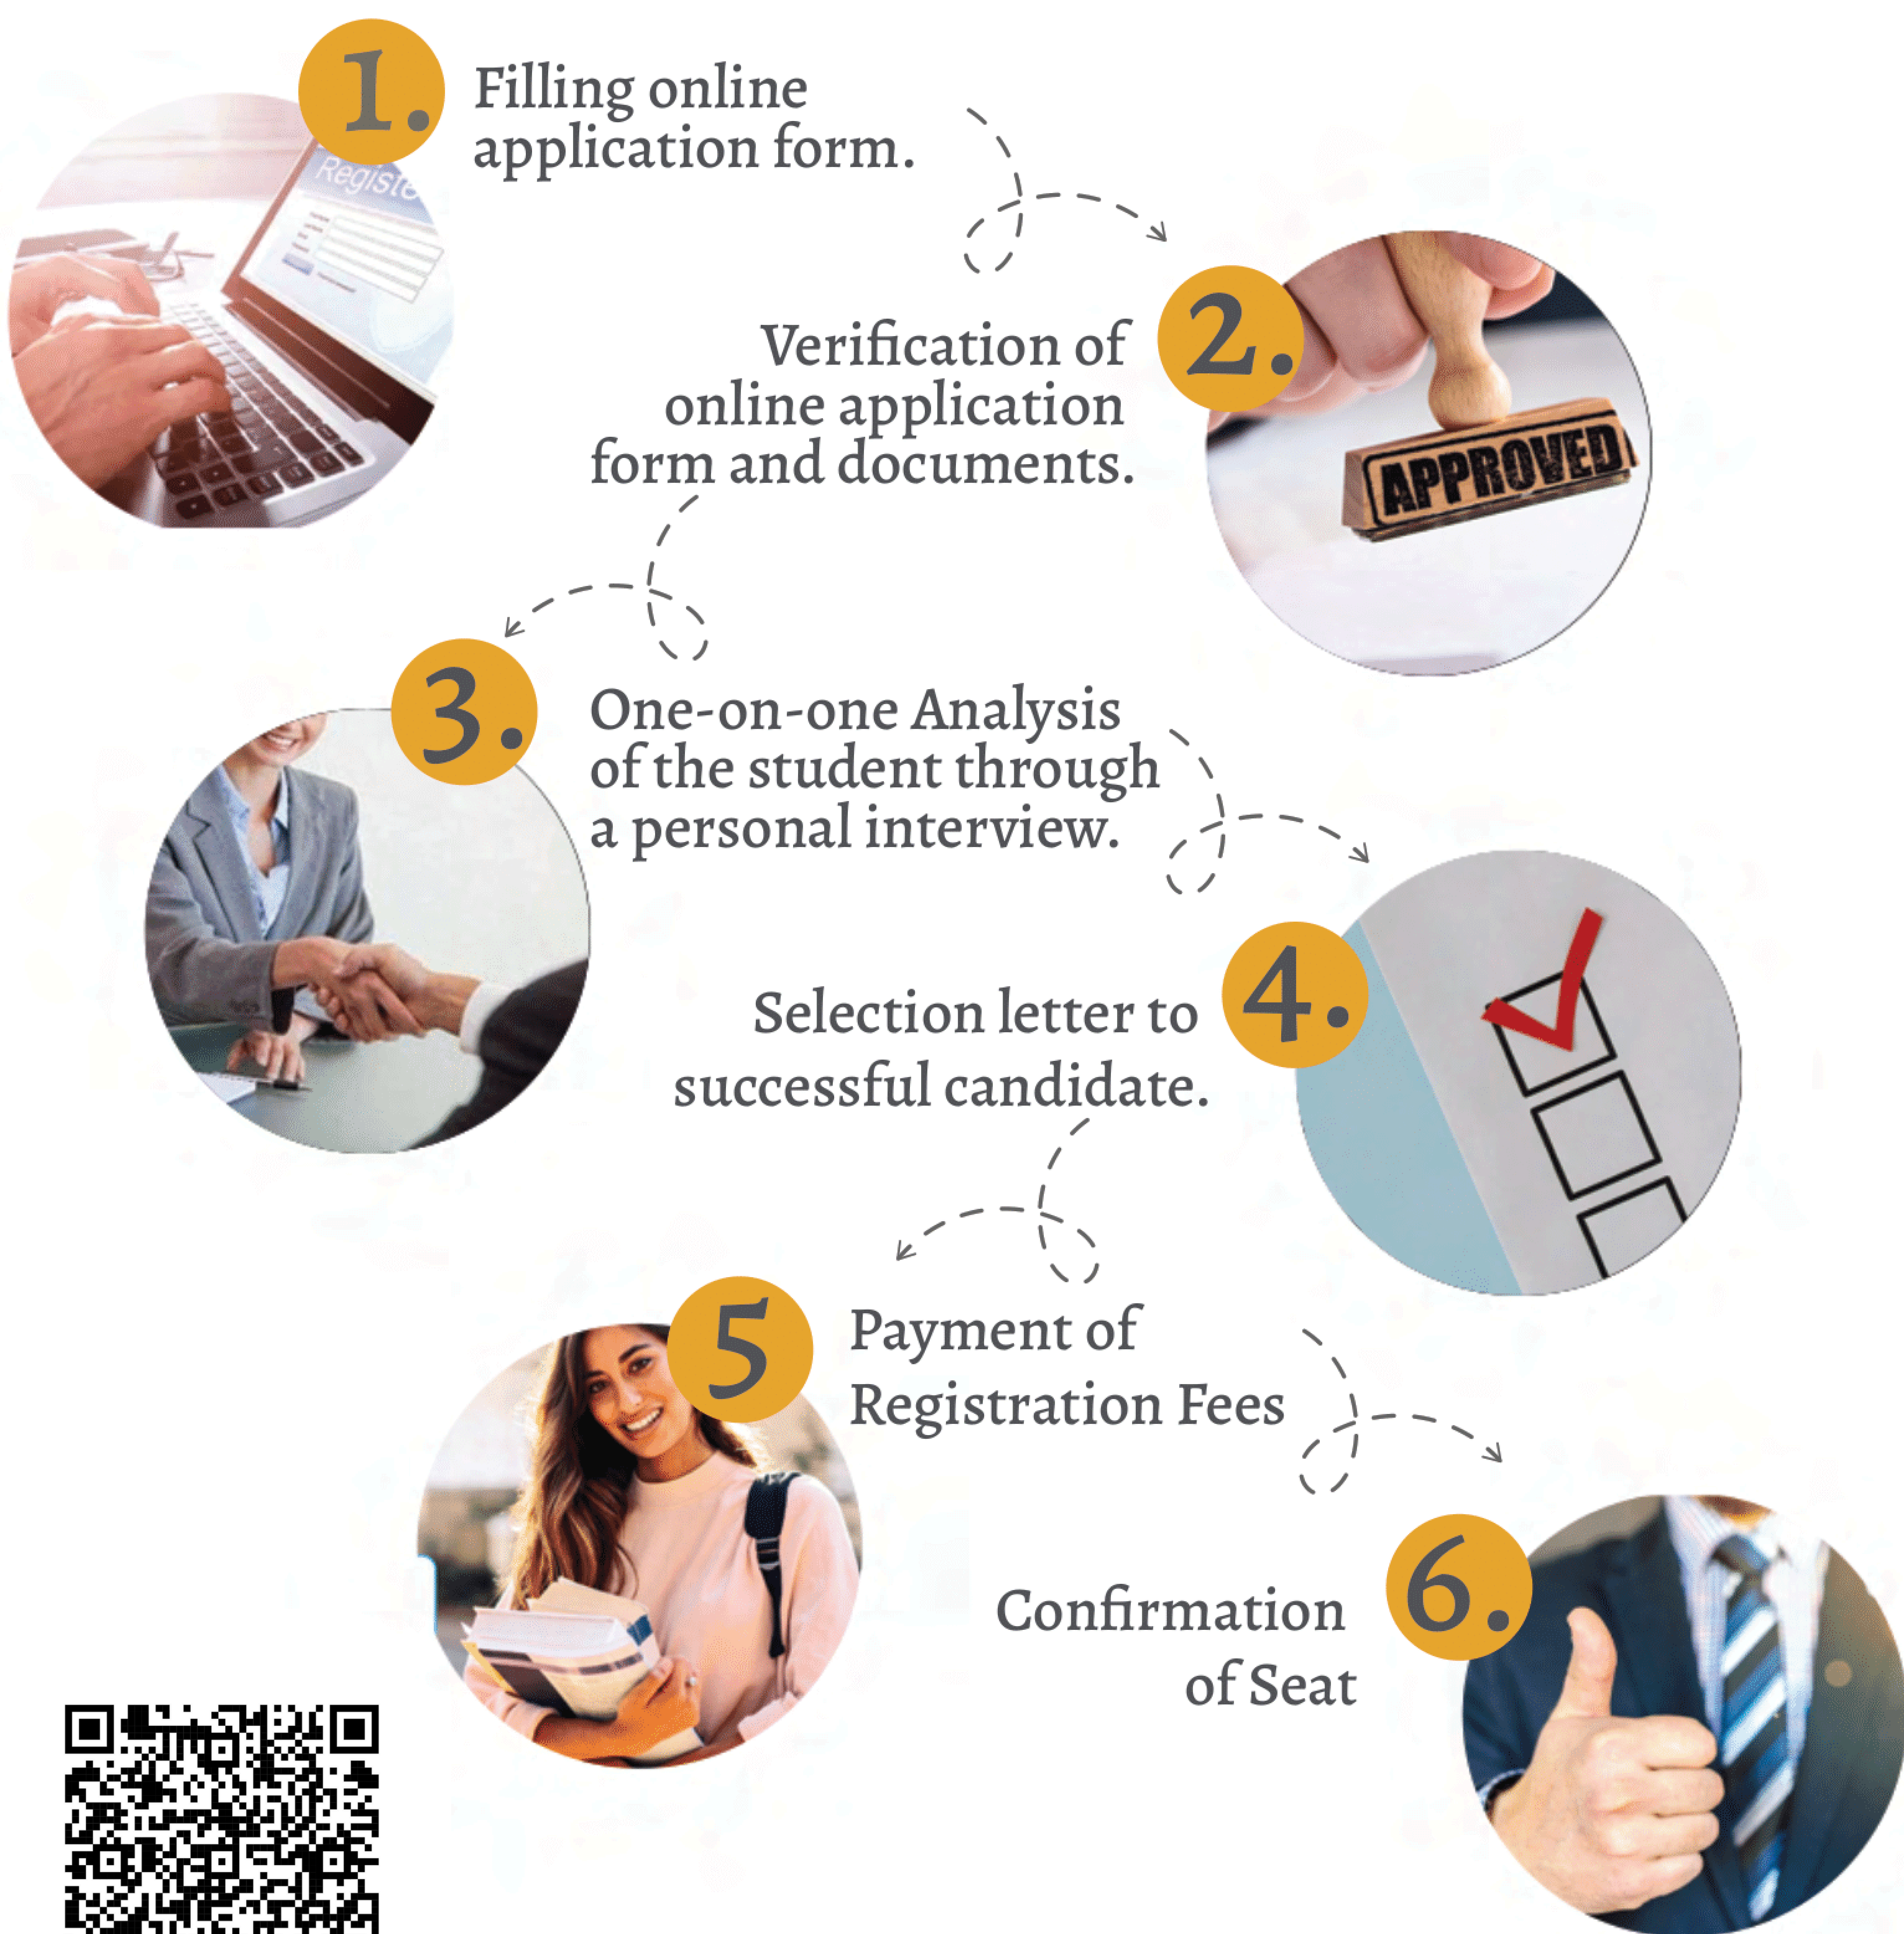 1.
Filling online
application form.
Registe
2.
Verification of
online application
form and documents.
APPROVED
3.
One-on-one Analysis
of the student through
a personal interview.
4.
Selection letter to
successful candidate.
5
Payment of
Registration Fees
6.
Confirmation
of Seat